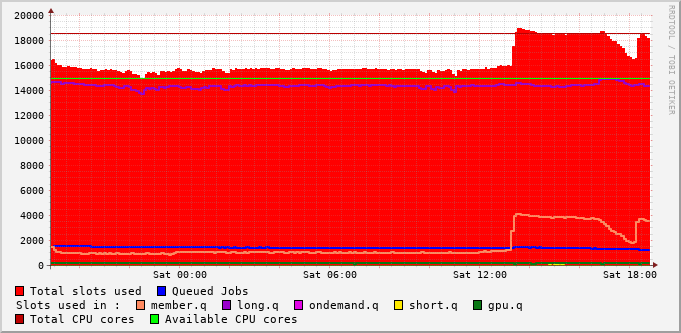 20000
18000
16000
14000
12000
10000
8000
6000
4000
2000
0
Sat 00:00 Sat 06:00 Sat 12:00 Sat 18:00
Total slots used Queued Jobs
Slots used in : member.q long.q ondemand.q short.q gpu.q
Total CPU cores Available CPU cores
RRDTOOL / TOBI OETIKER